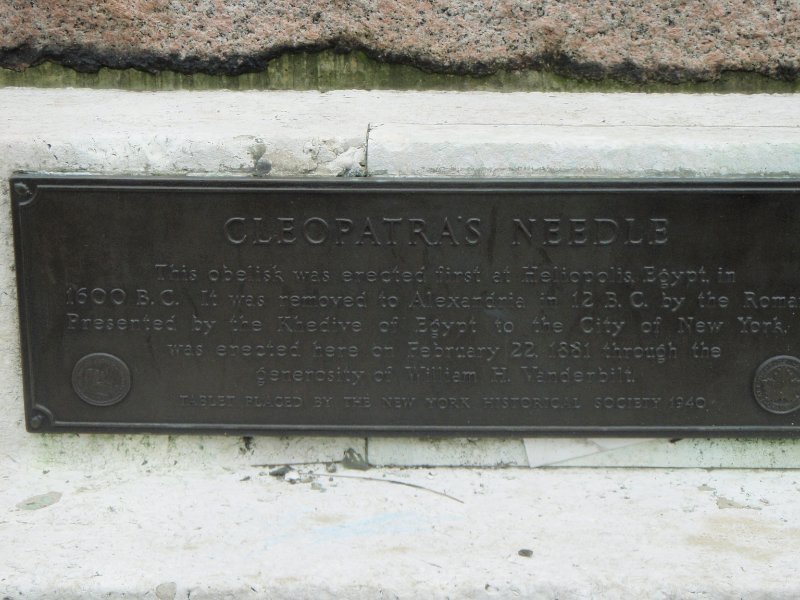 CLEOPATRA'S NEEDLE
This obelisk was erected first at Heliopolis, Egypt, in
1600 B.C. It was removed to Alexandria in 12 B.C. by the Roma
Presented by the Khedive of Egypt to the City of New York,
was erected here on February 22, 1881 through the
generosity of William H. Vanderbilt.
TABLET PLACED BY THE NEW YORK HISTORICAL SOCIETY 1940.